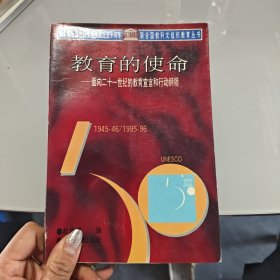 联合国教科文组织教育丛书
教育的使命
——面向二十一世纪的教育宣言和行动纲领
1945-46/1995-96
UNESCO
50
编